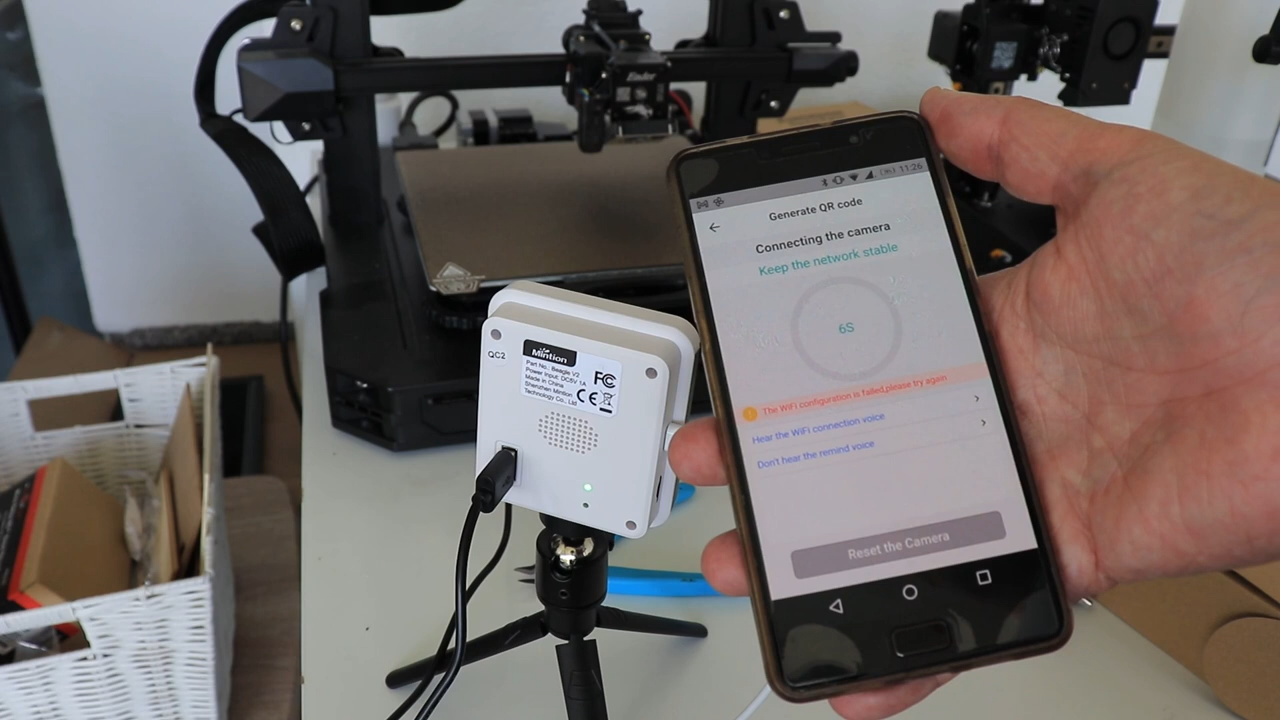 Ender
11:26
Generate QR code
Connecting the camera
Keep the network stable
6S
The WiFi configuration is failed,please try again
Hear the WiFi connection voice
Don't hear the remind voice
Reset the Camera
QC2
Mintion
Part No.: Beagle V2
Power Input: DC5V 1A
Made in China
Shenzhen Mintion
Technology Co., Ltd
FC
CE